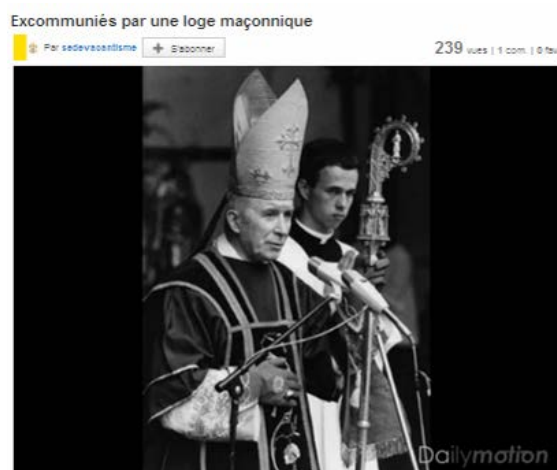 Excommuniés par une loge maçonnique
Par sedevacantisme + S'abonner 239 vues | 1 com. | 0 fav
Dailymotion